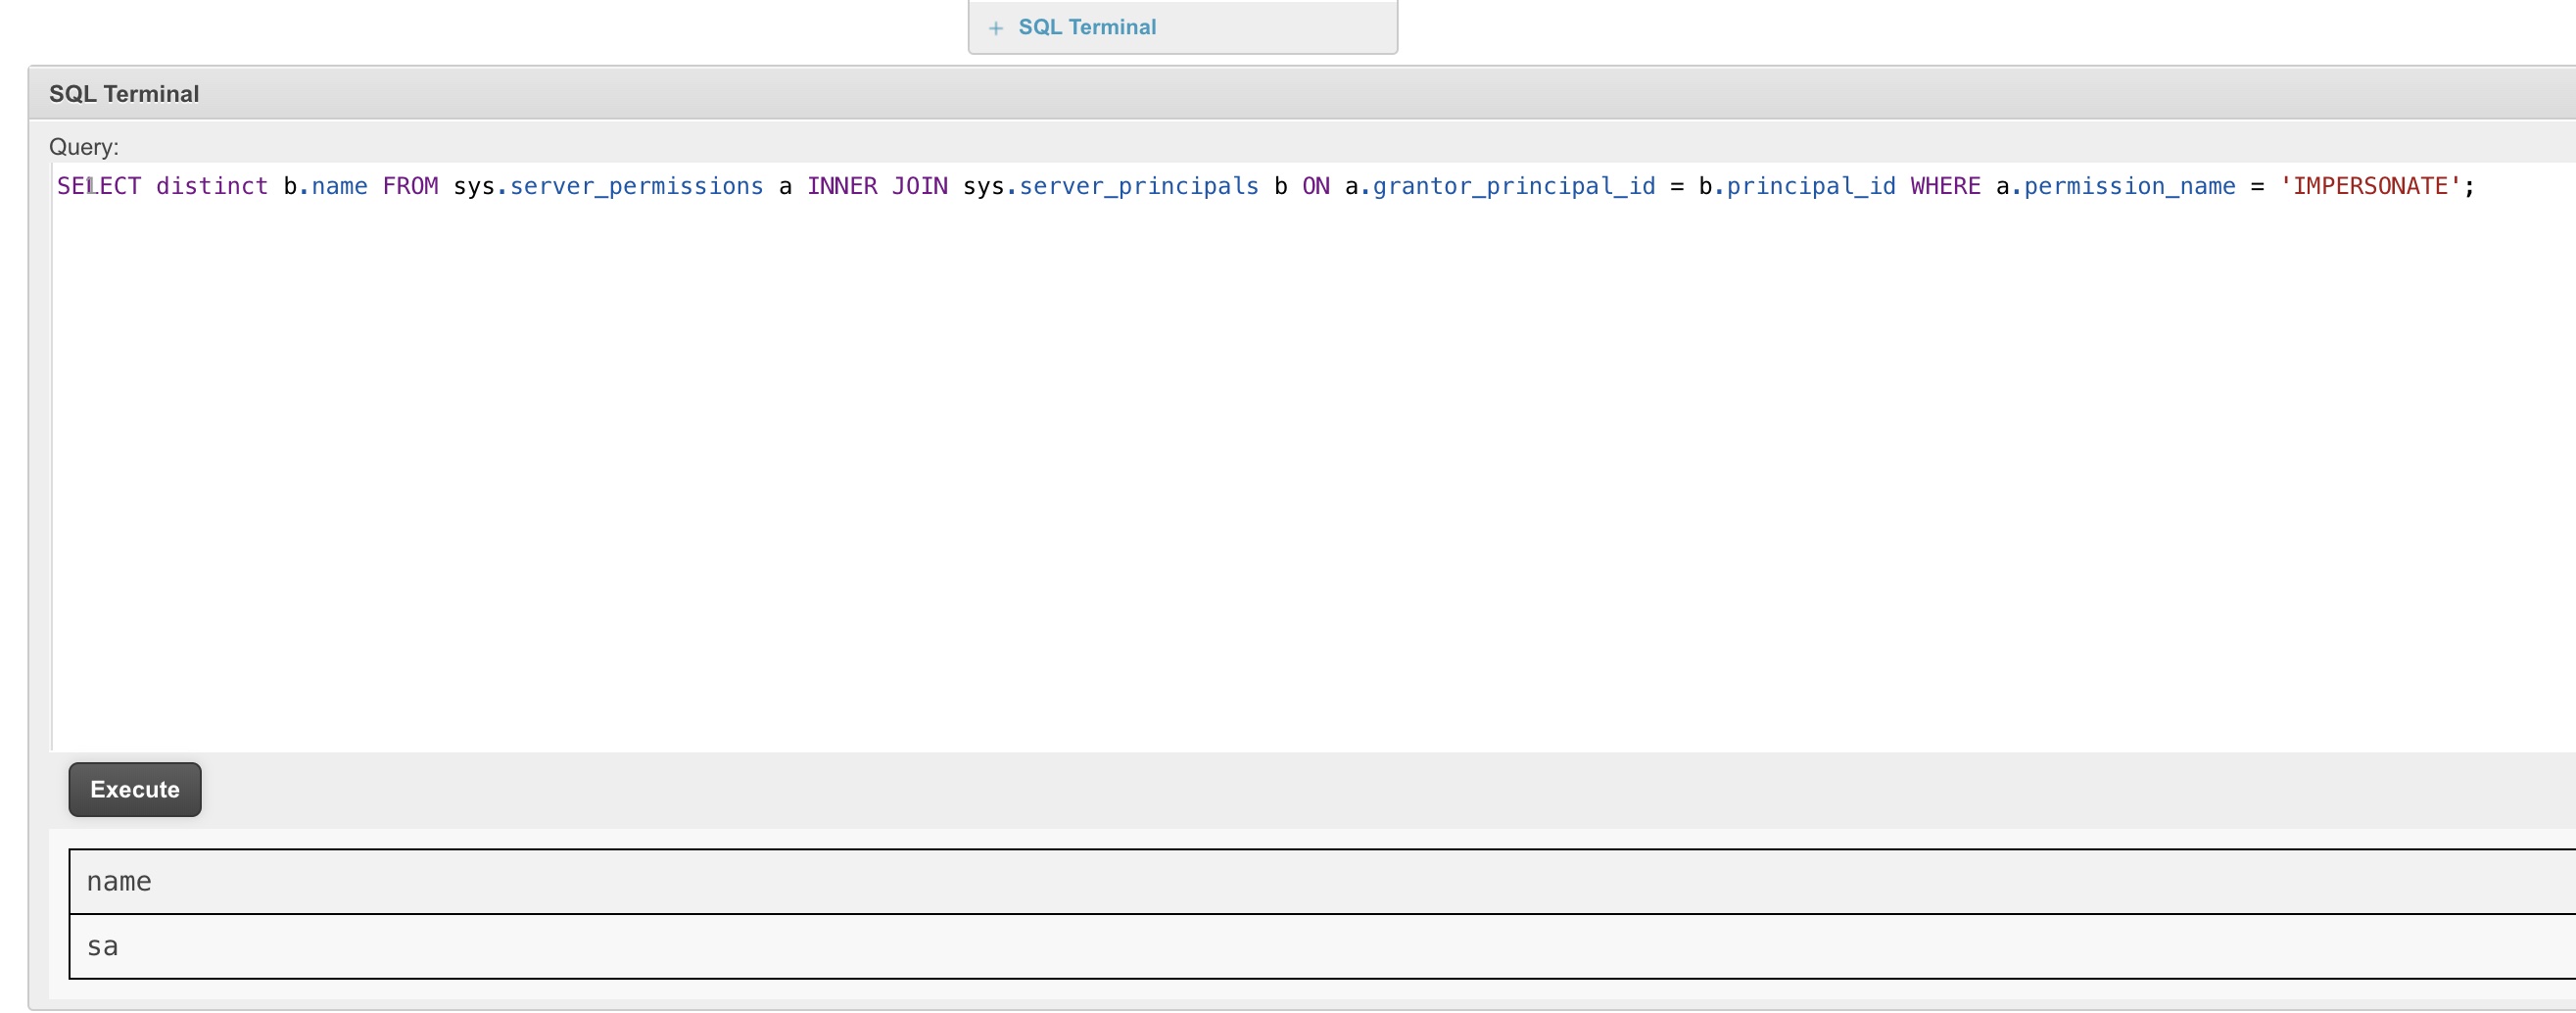 + SQL Terminal
SQL Terminal
Query:
SELECT distinct b.name FROM sys.server_permissions a INNER JOIN sys.server_principals b ON a.grantor_principal_id = b.principal_id WHERE a.permission_name = 'IMPERSONATE';
Execute
name
sa